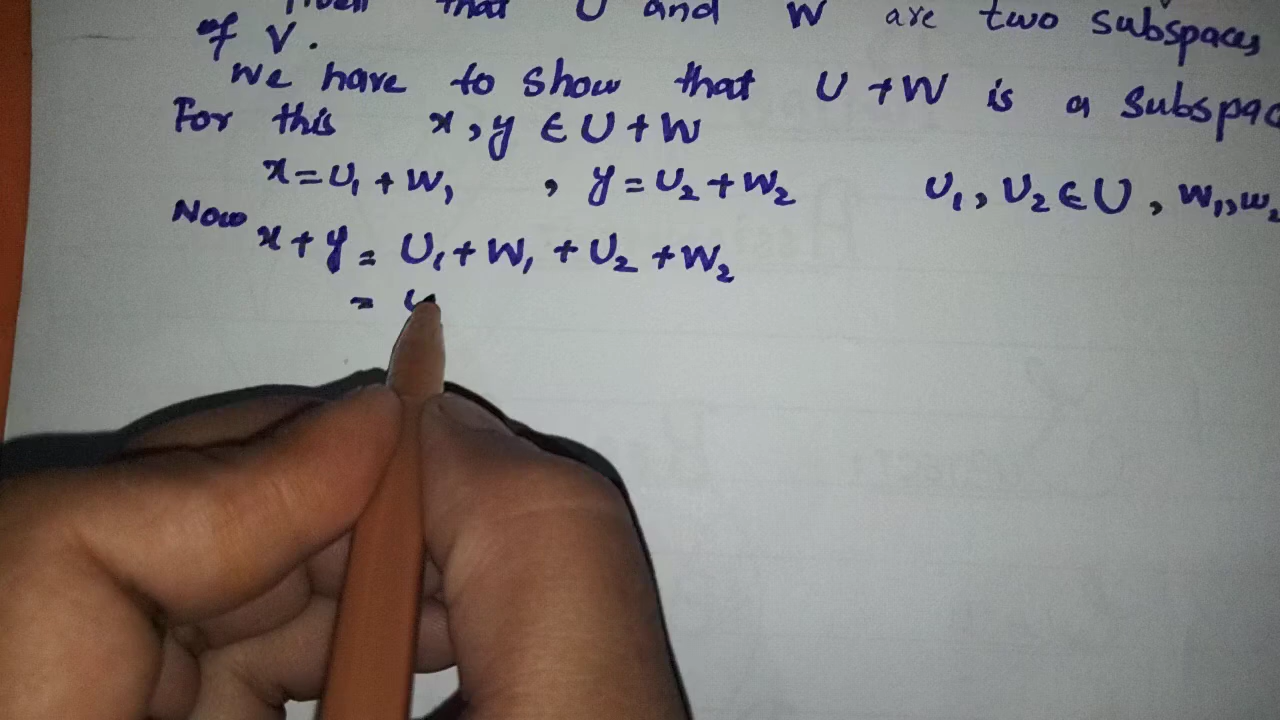 that U and W are two subspaces
of V.
We have to show that U + W is a subspac
For this x, y ∈ U + W
x = U₁ + W₁ , y = U₂ + W₂ U₁, U₂ ∈ U, W₁, W₂
Now x + y = U₁ + W₁ + U₂ + W₂
= U